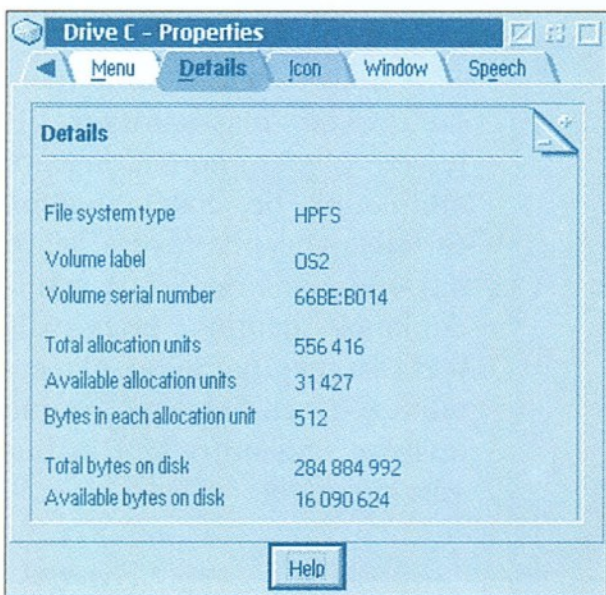 Drive C - Properties
Menu Details Icon Window Speech
Details
File system type HPFS
Volume label OS2
Volume serial number 66BE:B014
Total allocation units 556 416
Available allocation units 31 427
Bytes in each allocation unit 512
Total bytes on disk 284 884 992
Available bytes on disk 16 090 624
Help